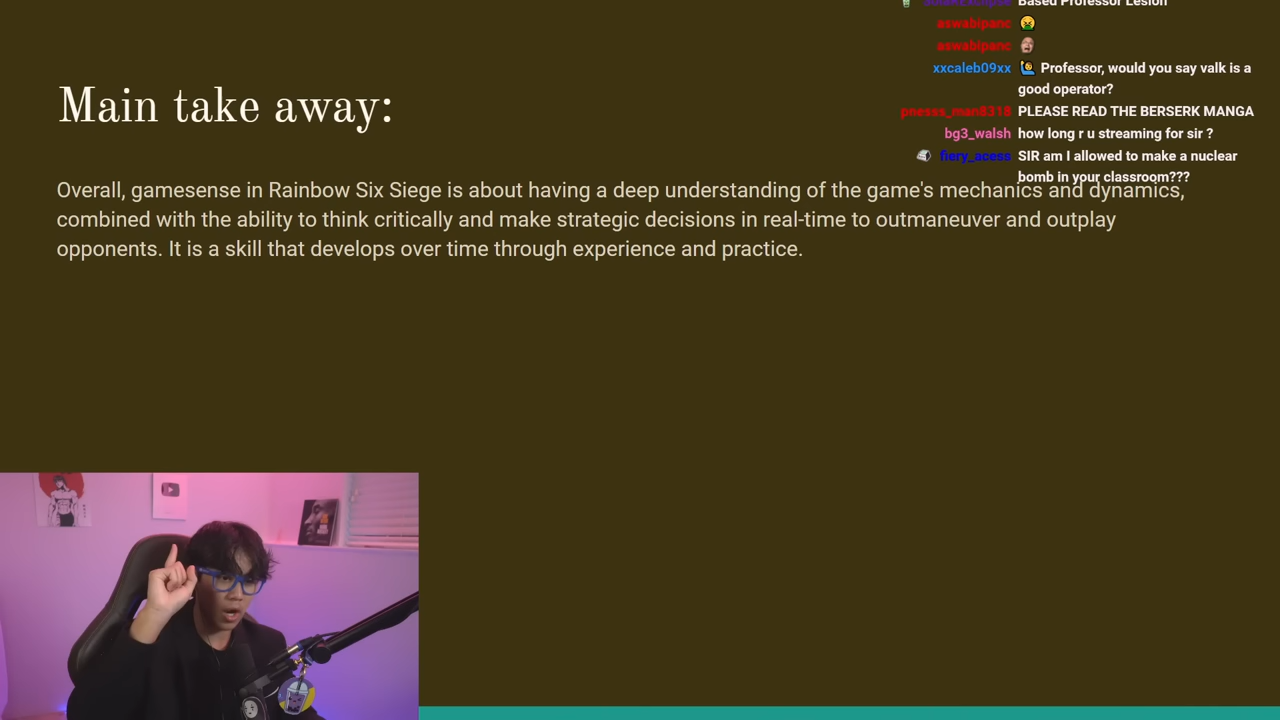 Based Professor Lesion
aswabipanc
aswabipanc
xxcaleb09xx Professor, would you say valk is a
good operator?
pnesss_man8318 PLEASE READ THE BERSERK MANGA
bg3_walsh how long r u streaming for sir ?
fiery_acess SIR am I allowed to make a nuclear
bomb in your classroom???
Main take away:
Overall, gamesense in Rainbow Six Siege is about having a deep understanding of the game's mechanics and dynamics,
combined with the ability to think critically and make strategic decisions in real-time to outmaneuver and outplay
opponents. It is a skill that develops over time through experience and practice.